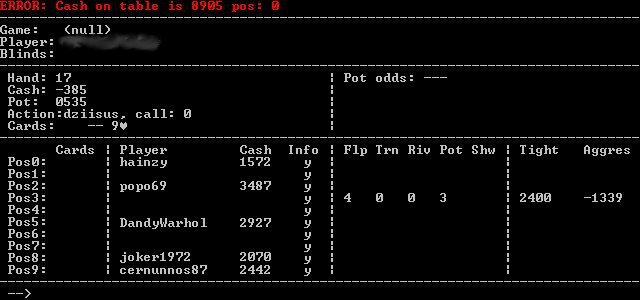 ERROR: Cash on table is 8905 pos: 0
Game: (null)
Player:
Blinds:
Hand: 17 ¦ Pot odds: ---
Cash: -385 ¦
Pot: 0535 ¦
Action:dziisus, call: 0 ¦
Cards: -- 9♥ ¦
Cards ¦ Player Cash Info ¦ Flp Trn Riv Pot Shw ¦ Tight Aggres
Pos0: ¦ hainzy 1572 y ¦ ¦
Pos1: ¦ y ¦ ¦
Pos2: ¦ popo69 3487 y ¦ ¦
Pos3: ¦ y ¦ 4 0 0 3 ¦ 2400 -1339
Pos4: ¦ y ¦ ¦
Pos5: ¦ DandyWarhol 2927 y ¦ ¦
Pos6: ¦ y ¦ ¦
Pos7: ¦ y ¦ ¦
Pos8: ¦ joker1972 2070 y ¦ ¦
Pos9: ¦ cernunnos87 2442 y ¦ ¦
-->